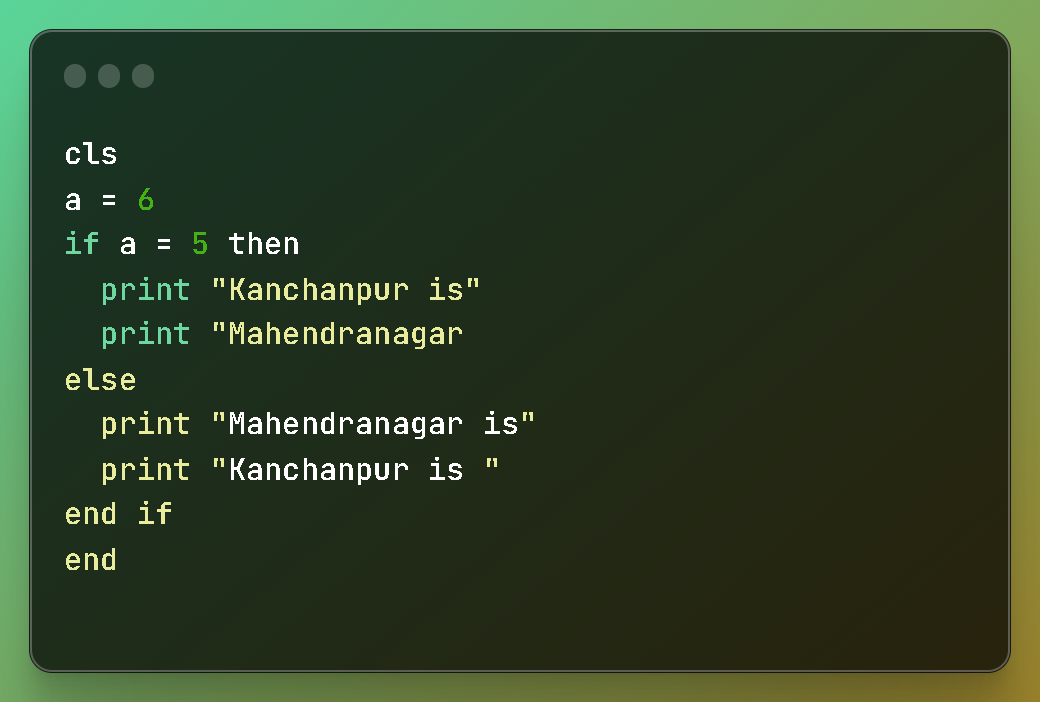 cls
a = 6
if a = 5 then
  print "Kanchanpur is"
  print "Mahendranagar
else
  print "Mahendranagar is"
  print "Kanchanpur is "
end if
end